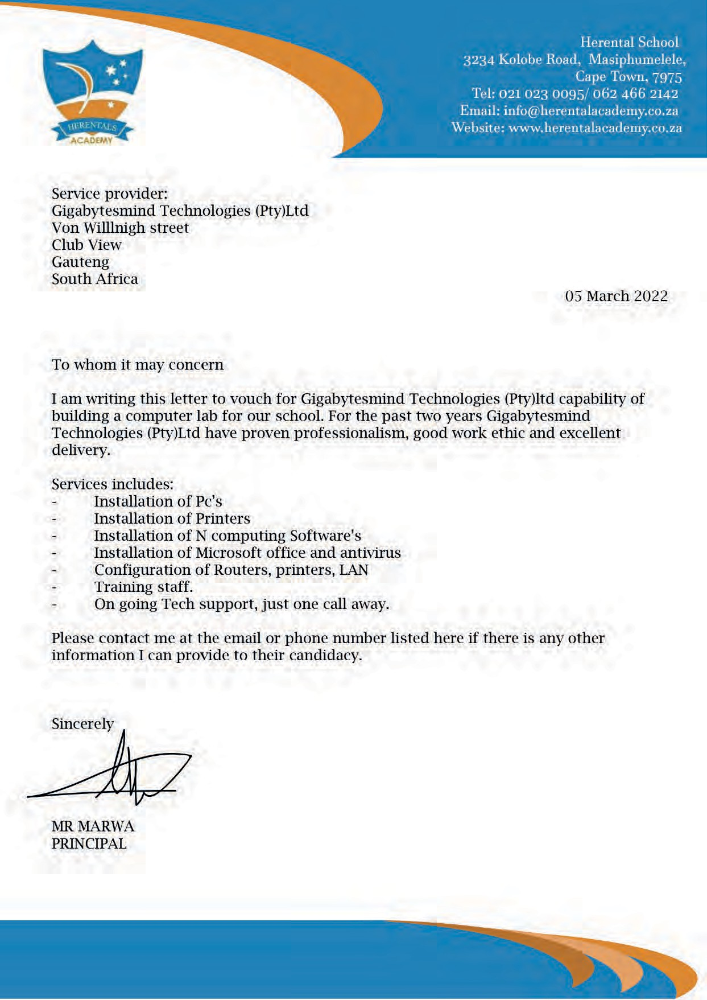 HERENTALS
ACADEMY
Herental School
3234 Kolobe Road, Masiphumelele,
Cape Town, 7975
Tel: 021 023 0095/ 062 466 2142
Email: info@herentalacademy.co.za
Website: www.herentalacademy.co.za
Service provider:
Gigabytesmind Technologies (Pty)Ltd
Von Willlnigh street
Club View
Gauteng
South Africa
05 March 2022
To whom it may concern
I am writing this letter to vouch for Gigabytesmind Technologies (Pty)ltd capability of
building a computer lab for our school. For the past two years Gigabytesmind
Technologies (Pty)Ltd have proven professionalism, good work ethic and excellent
delivery.
Services includes:
- Installation of Pc’s
- Installation of Printers
- Installation of N computing Software’s
- Installation of Microsoft office and antivirus
- Configuration of Routers, printers, LAN
- Training staff.
- On going Tech support, just one call away.
Please contact me at the email or phone number listed here if there is any other
information I can provide to their candidacy.
Sincerely
MR MARWA
PRINCIPAL